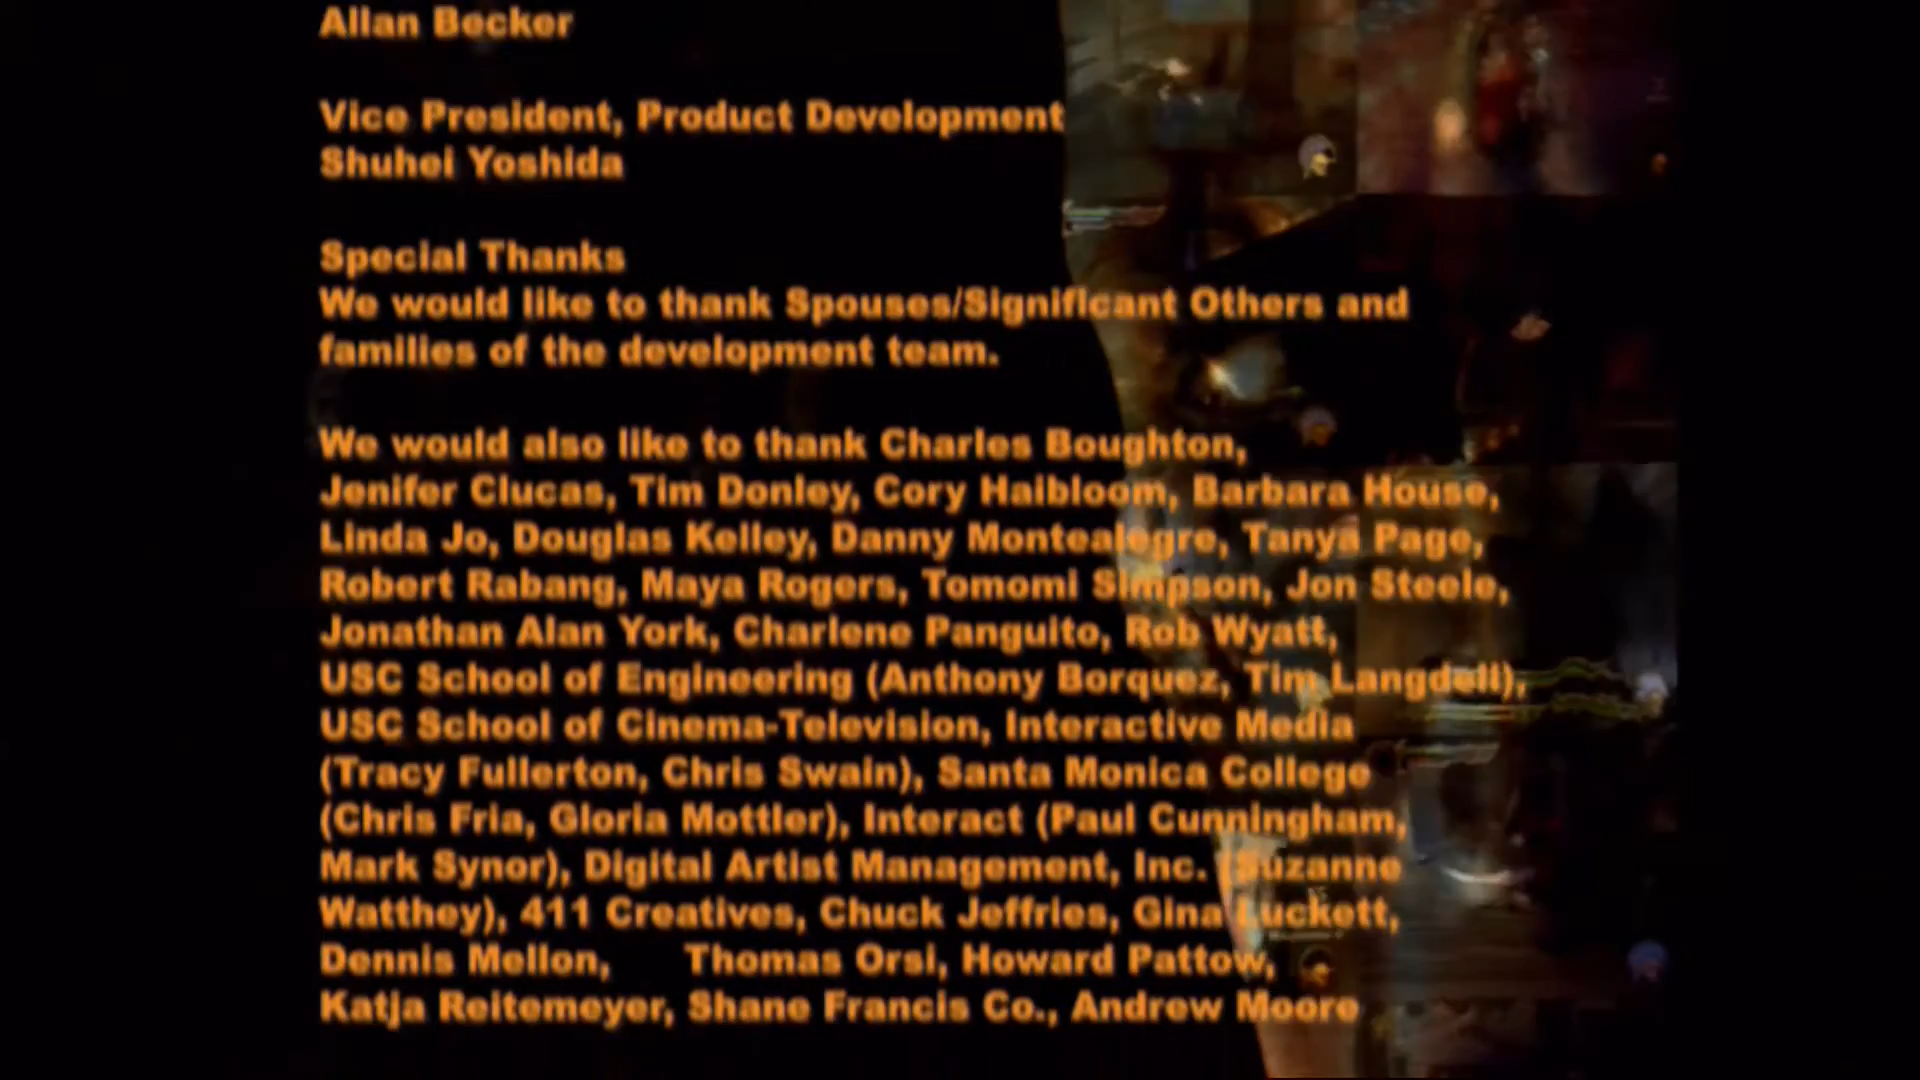 Allan Becker
Vice President, Product Development
Shuhei Yoshida
Special Thanks
We would like to thank Spouses/Significant Others and
families of the development team.
We would also like to thank Charles Boughton,
Jenifer Clucas, Tim Donley, Cory Haibloom, Barbara House,
Linda Jo, Douglas Kelley, Danny Montealegre, Tanya Page,
Robert Rabang, Maya Rogers, Tomomi Simpson, Jon Steele,
Jonathan Alan York, Charlene Panguito, Rob Wyatt,
USC School of Engineering (Anthony Borquez, Tim Langdell),
USC School of Cinema-Television, Interactive Media
(Tracy Fullerton, Chris Swain), Santa Monica College
(Chris Fria, Gloria Mottler), Interact (Paul Cunningham,
Mark Synor), Digital Artist Management, Inc. (Suzanne
Watthey), 411 Creatives, Chuck Jeffries, Gina Luckett,
Dennis Mellon, Thomas Orsi, Howard Pattow,
Katja Reitemeyer, Shane Francis Co., Andrew Moore